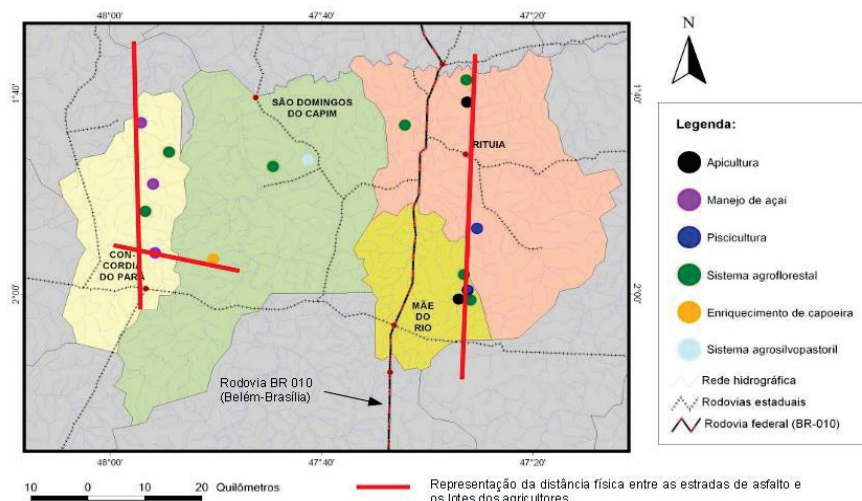 48°00'
47°40'
47°20'
1°40'
1°40'
SÃO DOMINGOS
DO CAPIM
RITUIA
CON-
CORDIA
DO PARÁ
2°00'
2°00'
MÃE
DO
RIO
Rodovia BR 010
(Belém-Brasília)
48°00'
47°40'
47°20'
N
Legenda:
Apicultura
Manejo de açaí
Piscicultura
Sistema agroflorestal
Enriquecimento de capoeira
Sistema agrosilvopastoril
Rede hidrográfica
Rodovias estaduais
Rodovia federal (BR-010)
10 0 10 20 Quilômetros
Representação da distância física entre as estradas de asfalto e
os lotes dos agricultores